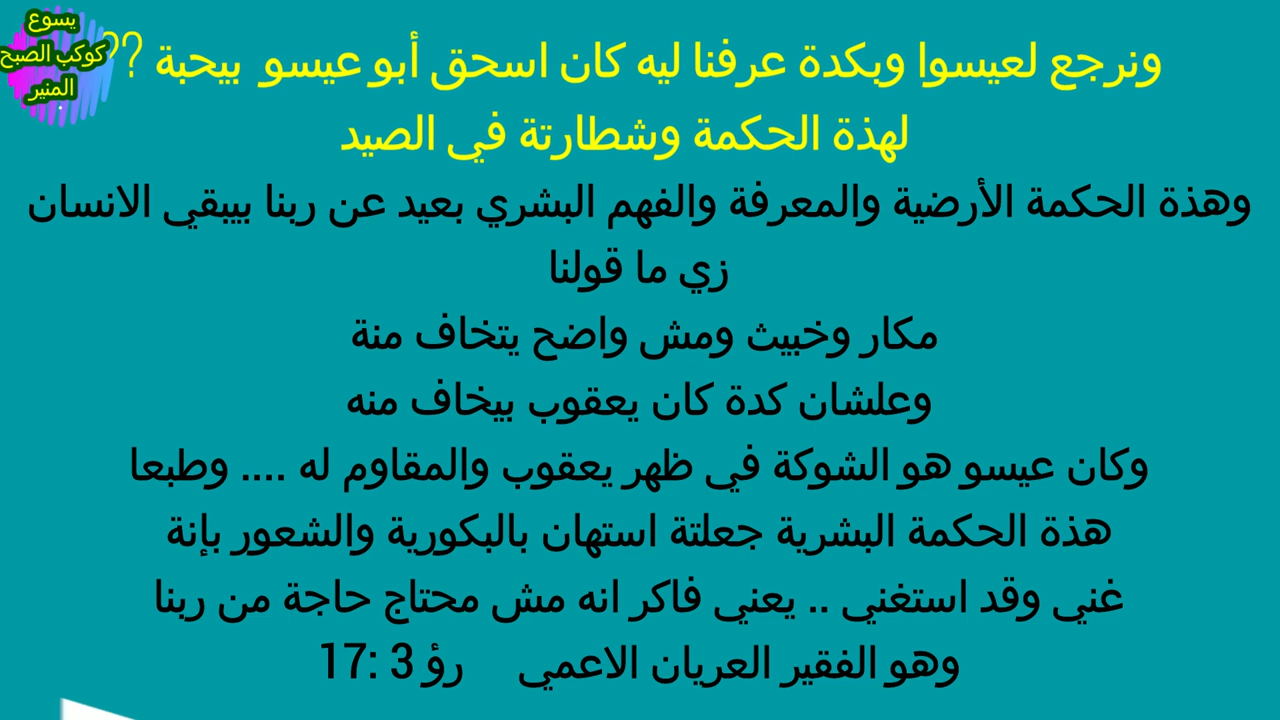 يسوع
كوكب الصبح
المنير
ونرجع لعيسوا وبكدة عرفنا ليه كان اسحق أبو عيسو بيحبة ??
لهذة الحكمة وشطارتة في الصيد
وهذة الحكمة الأرضية والمعرفة والفهم البشري بعيد عن ربنا بيبقي الانسان
زي ما قولنا
مكار وخبيث ومش واضح يتخاف منة
وعلشان كدة كان يعقوب بيخاف منه
وكان عيسو هو الشوكة في ظهر يعقوب والمقاوم له .... وطبعا
هذة الحكمة البشرية جعلتة استهان بالبكورية والشعور بإنة
غني وقد استغني .. يعني فاكر انه مش محتاج حاجة من ربنا
وهو الفقير العريان الاعمي رؤ 3 :17